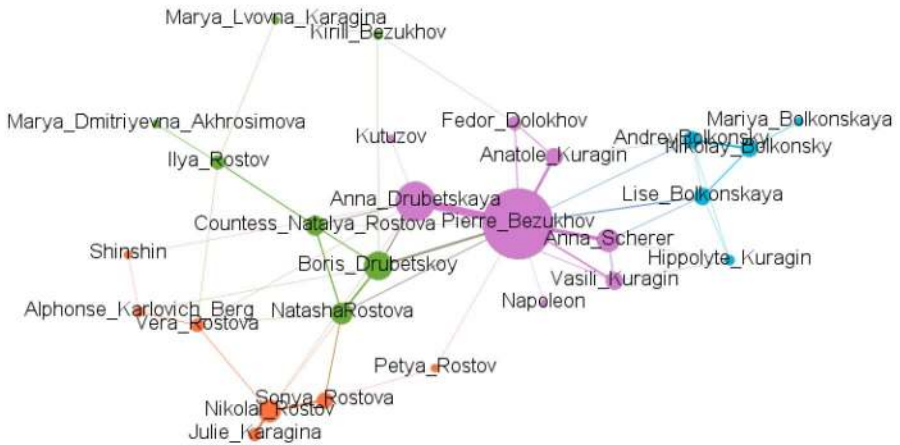 Marya_Lvovna_Karagina
Kirill_Bezukhov
Marya_Dmitriyevna_Akhrosimova
Kutuzov
Fedor_Dolokhov
Mariya_Bolkonskaya
AndreyBolkonsky
Nikolay_Bolkonsky
Ilya_Rostov
Anatole_Kuragin
Anna_Drubetskaya
Lise_Bolkonskaya
Countess_Natalya_Rostova
Pierre_Bezukhov
Anna_Scherer
Shinshin
Boris_Drubetskoy
Hippolyte_Kuragin
Vasili_Kuragin
Napoleon
Alphonse_Karlovich_Berg
NatashaRostova
Vera_Rostova
Petya_Rostov
Sonya_Rostova
Nikolai_Rostov
Julie_Karagina